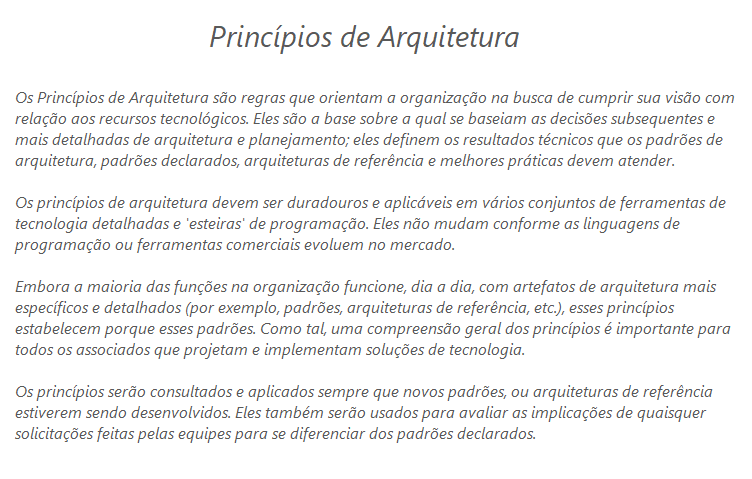 Princípios de Arquitetura
Os Princípios de Arquitetura são regras que orientam a organização na busca de cumprir sua visão com
relação aos recursos tecnológicos. Eles são a base sobre a qual se baseiam as decisões subsequentes e
mais detalhadas de arquitetura e planejamento; eles definem os resultados técnicos que os padrões de
arquitetura, padrões declarados, arquiteturas de referência e melhores práticas devem atender.
Os princípios de arquitetura devem ser duradouros e aplicáveis em vários conjuntos de ferramentas de
tecnologia detalhadas e 'esteiras' de programação. Eles não mudam conforme as linguagens de
programação ou ferramentas comerciais evoluem no mercado.
Embora a maioria das funções na organização funcione, dia a dia, com artefatos de arquitetura mais
específicos e detalhados (por exemplo, padrões, arquiteturas de referência, etc.), esses princípios
estabelecem porque esses padrões. Como tal, uma compreensão geral dos princípios é importante para
todos os associados que projetam e implementam soluções de tecnologia.
Os princípios serão consultados e aplicados sempre que novos padrões, ou arquiteturas de referência
estiverem sendo desenvolvidos. Eles também serão usados para avaliar as implicações de quaisquer
solicitações feitas pelas equipes para se diferenciar dos padrões declarados.